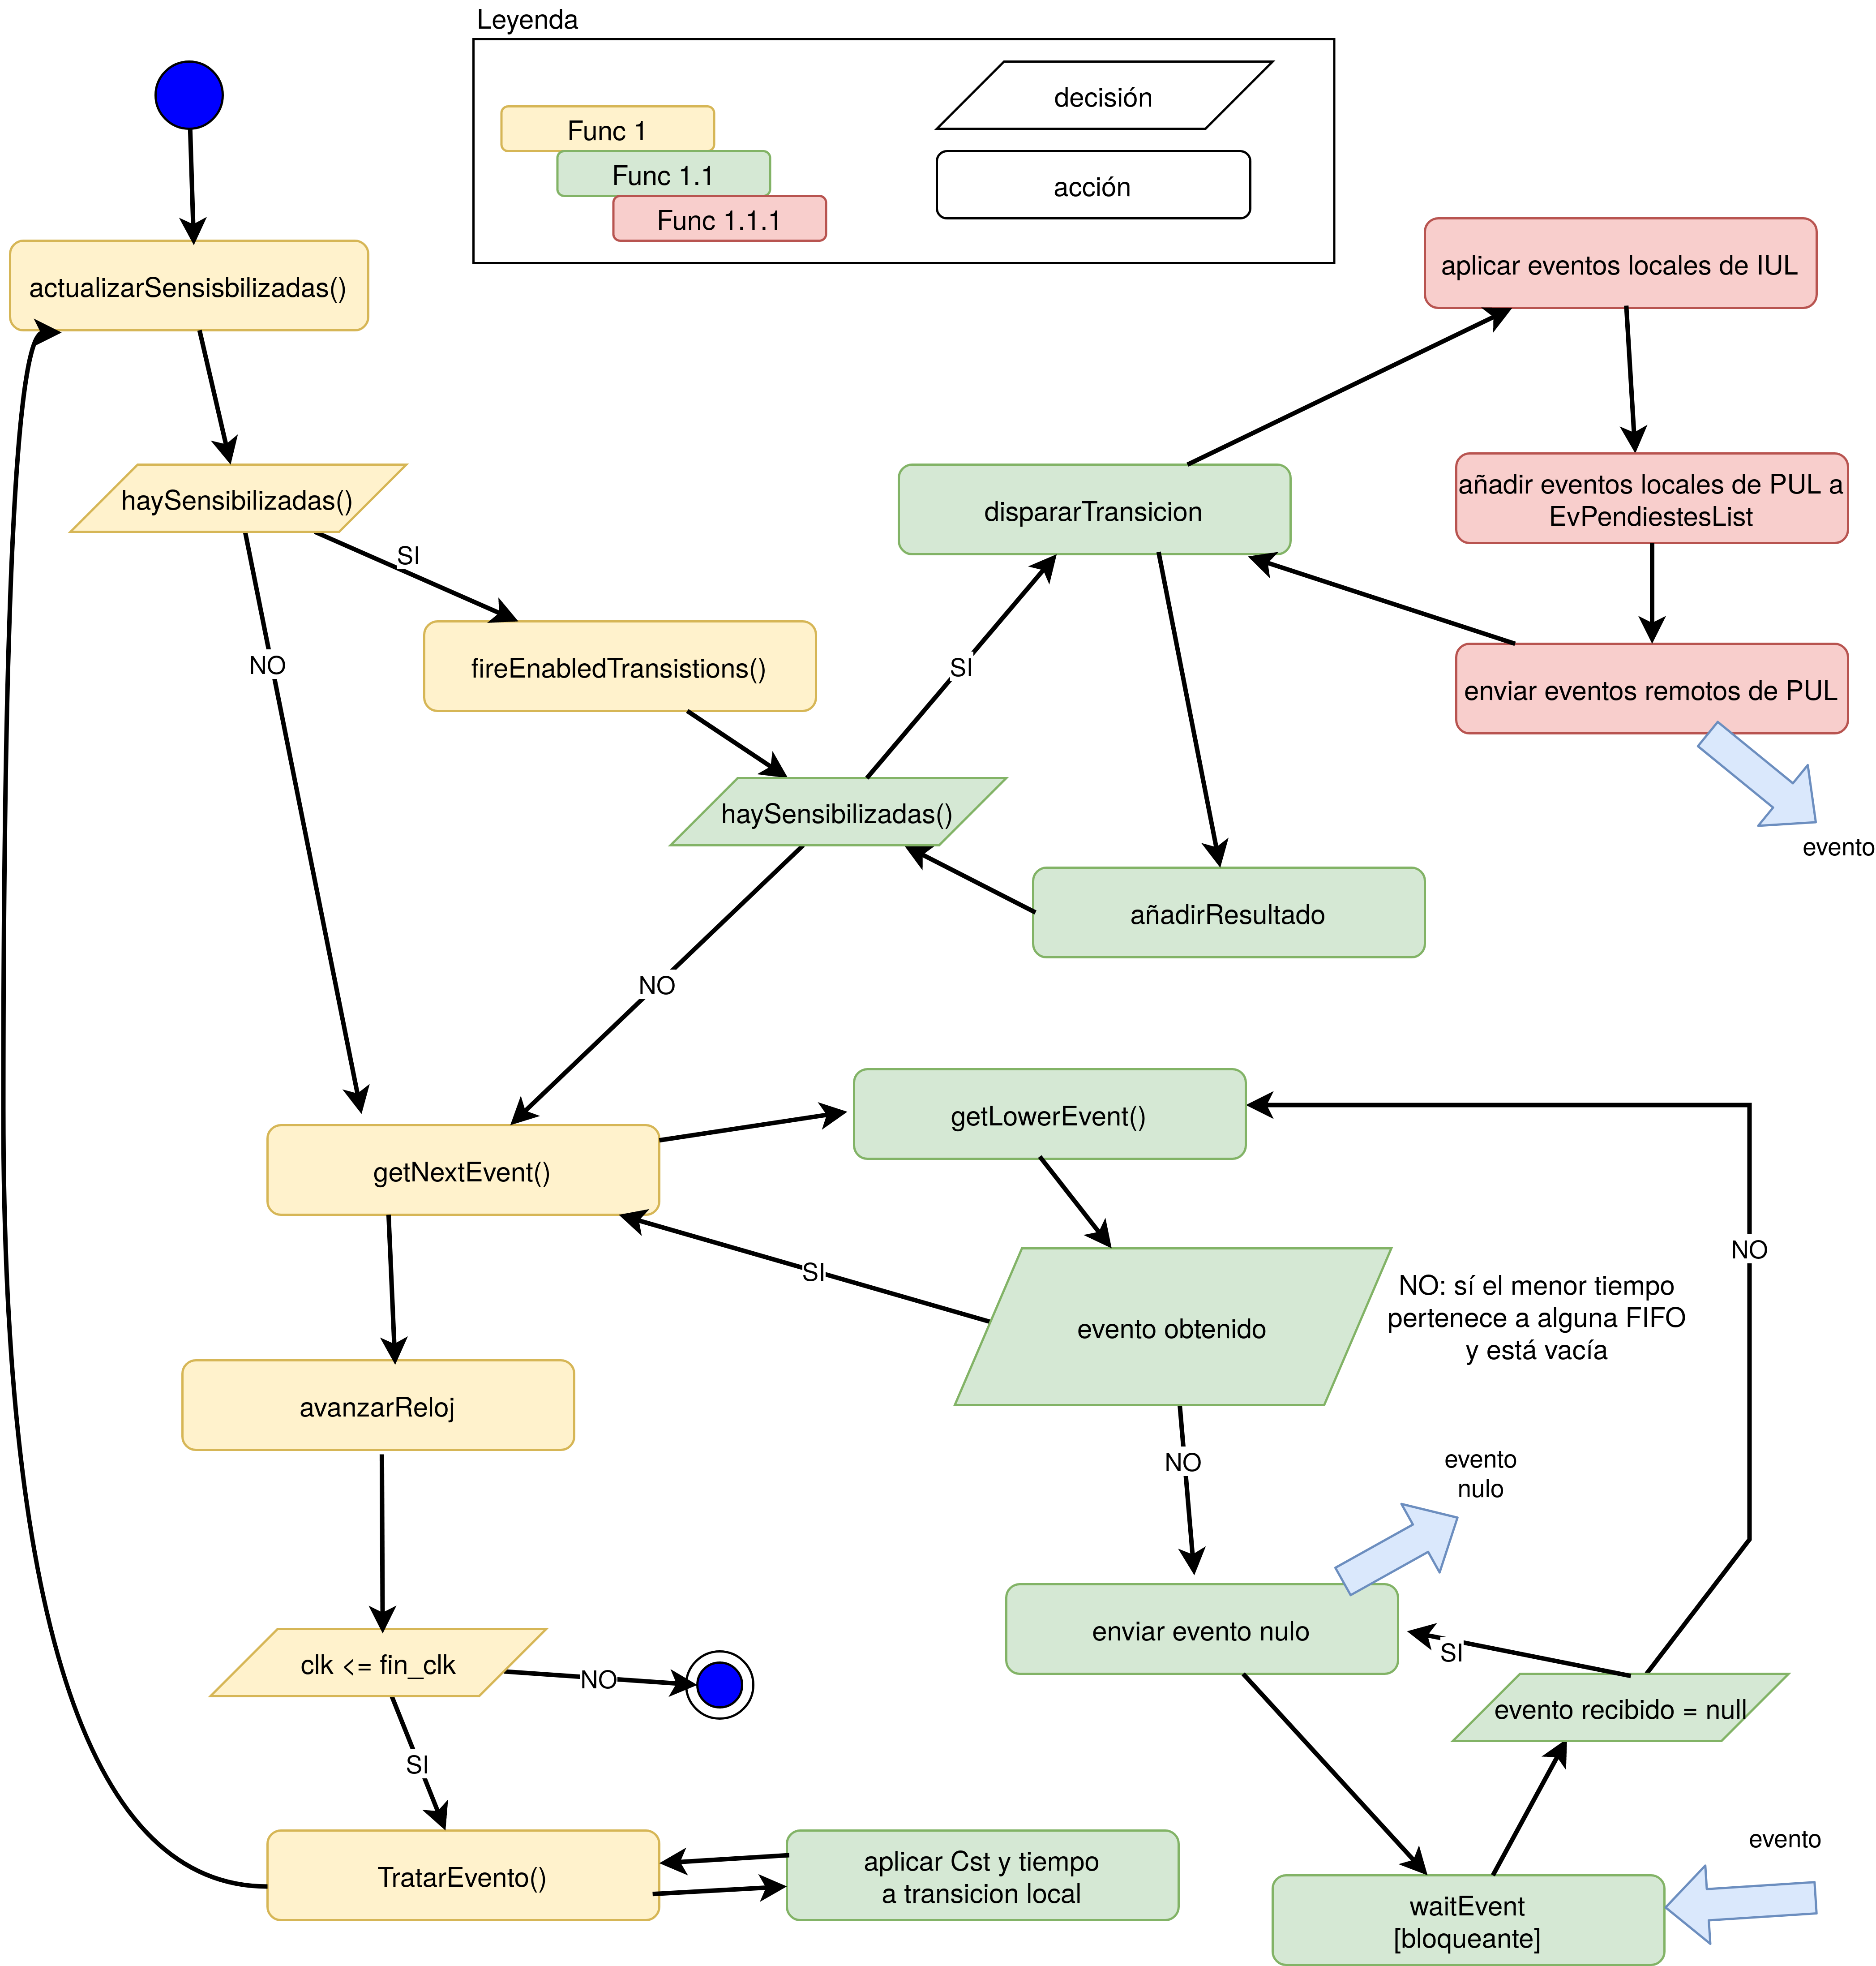 Leyenda
Func 1
Func 1.1
Func 1.1.1
decisión
acción
actualizarSensisbilizadas()
aplicar eventos locales de IUL
haySensibilizadas()
dispararTransicion
añadir eventos locales de PUL a
EvPendiestesList
SI
NO
fireEnabledTransistions()
SI
enviar eventos remotos de PUL
evento
haySensibilizadas()
añadirResultado
NO
getLowerEvent()
getNextEvent()
NO
SI
evento obtenido
NO: sí el menor tiempo
pertenece a alguna FIFO
y está vacía
avanzarReloj
NO
evento
nulo
enviar evento nulo
SI
clk <= fin_clk
NO
evento recibido = null
SI
TratarEvento()
aplicar Cst y tiempo
a transicion local
evento
waitEvent
[bloqueante]